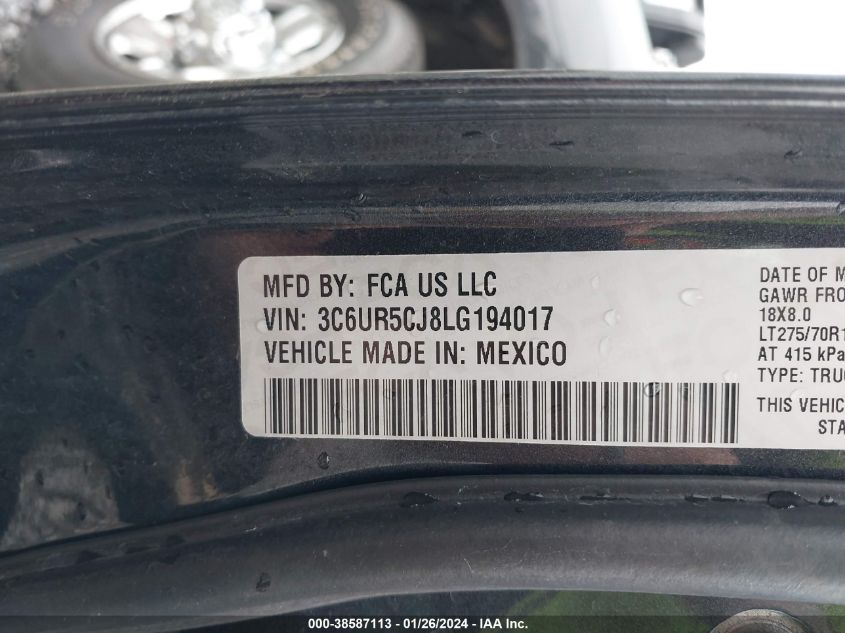 MFD BY: FCA US LLC
VIN: 3C6UR5CJ8LG194017
VEHICLE MADE IN: MEXICO
DATE OF M
GAWR FRO
18X8.0
LT275/70R1
AT 415 kPa
TYPE: TRUC
THIS VEHIC
STA
000-38587113 - 01/26/2024 - IAA Inc.